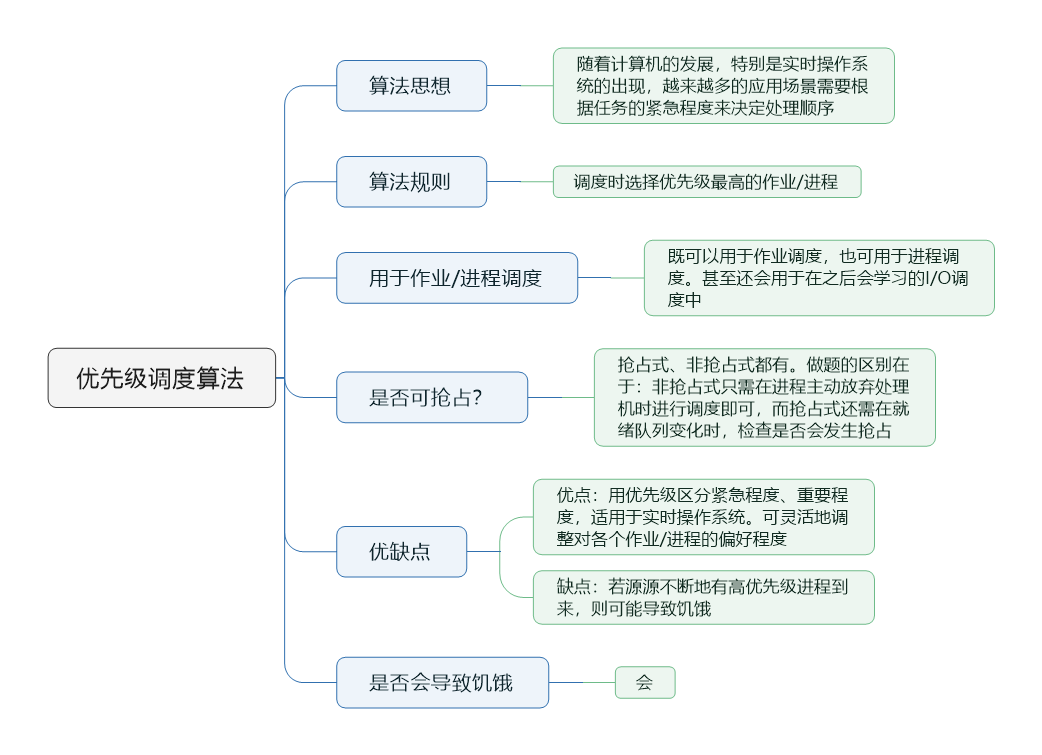 优先级调度算法
算法思想
随着计算机的发展，特别是实时操作系
统的出现，越来越多的应用场景需要根
据任务的紧急程度来决定处理顺序
算法规则
调度时选择优先级最高的作业/进程
用于作业/进程调度
既可以用于作业调度，也可用于进程调
度。甚至还会用于在之后会学习的I/O调
度中
是否可抢占？
抢占式、非抢占式都有。做题的区别在
于：非抢占式只需在进程主动放弃处理
机时进行调度即可，而抢占式还需在就
绪队列变化时，检查是否会发生抢占
优缺点
优点：用优先级区分紧急程度、重要程
度，适用于实时操作系统。可灵活地调
整对各个作业/进程的偏好程度
缺点：若源源不断地有高优先级进程到
来，则可能导致饥饿
是否会导致饥饿
会